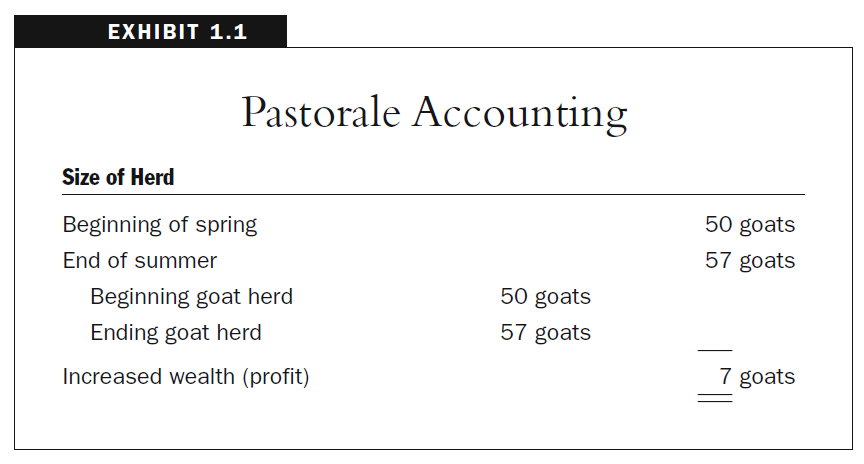 EXHIBIT 1.1
Pastorale Accounting
Size of Herd
Beginning of spring 50 goats
End of summer 57 goats
Beginning goat herd 50 goats
Ending goat herd 57 goats
Increased wealth (profit) 7 goats